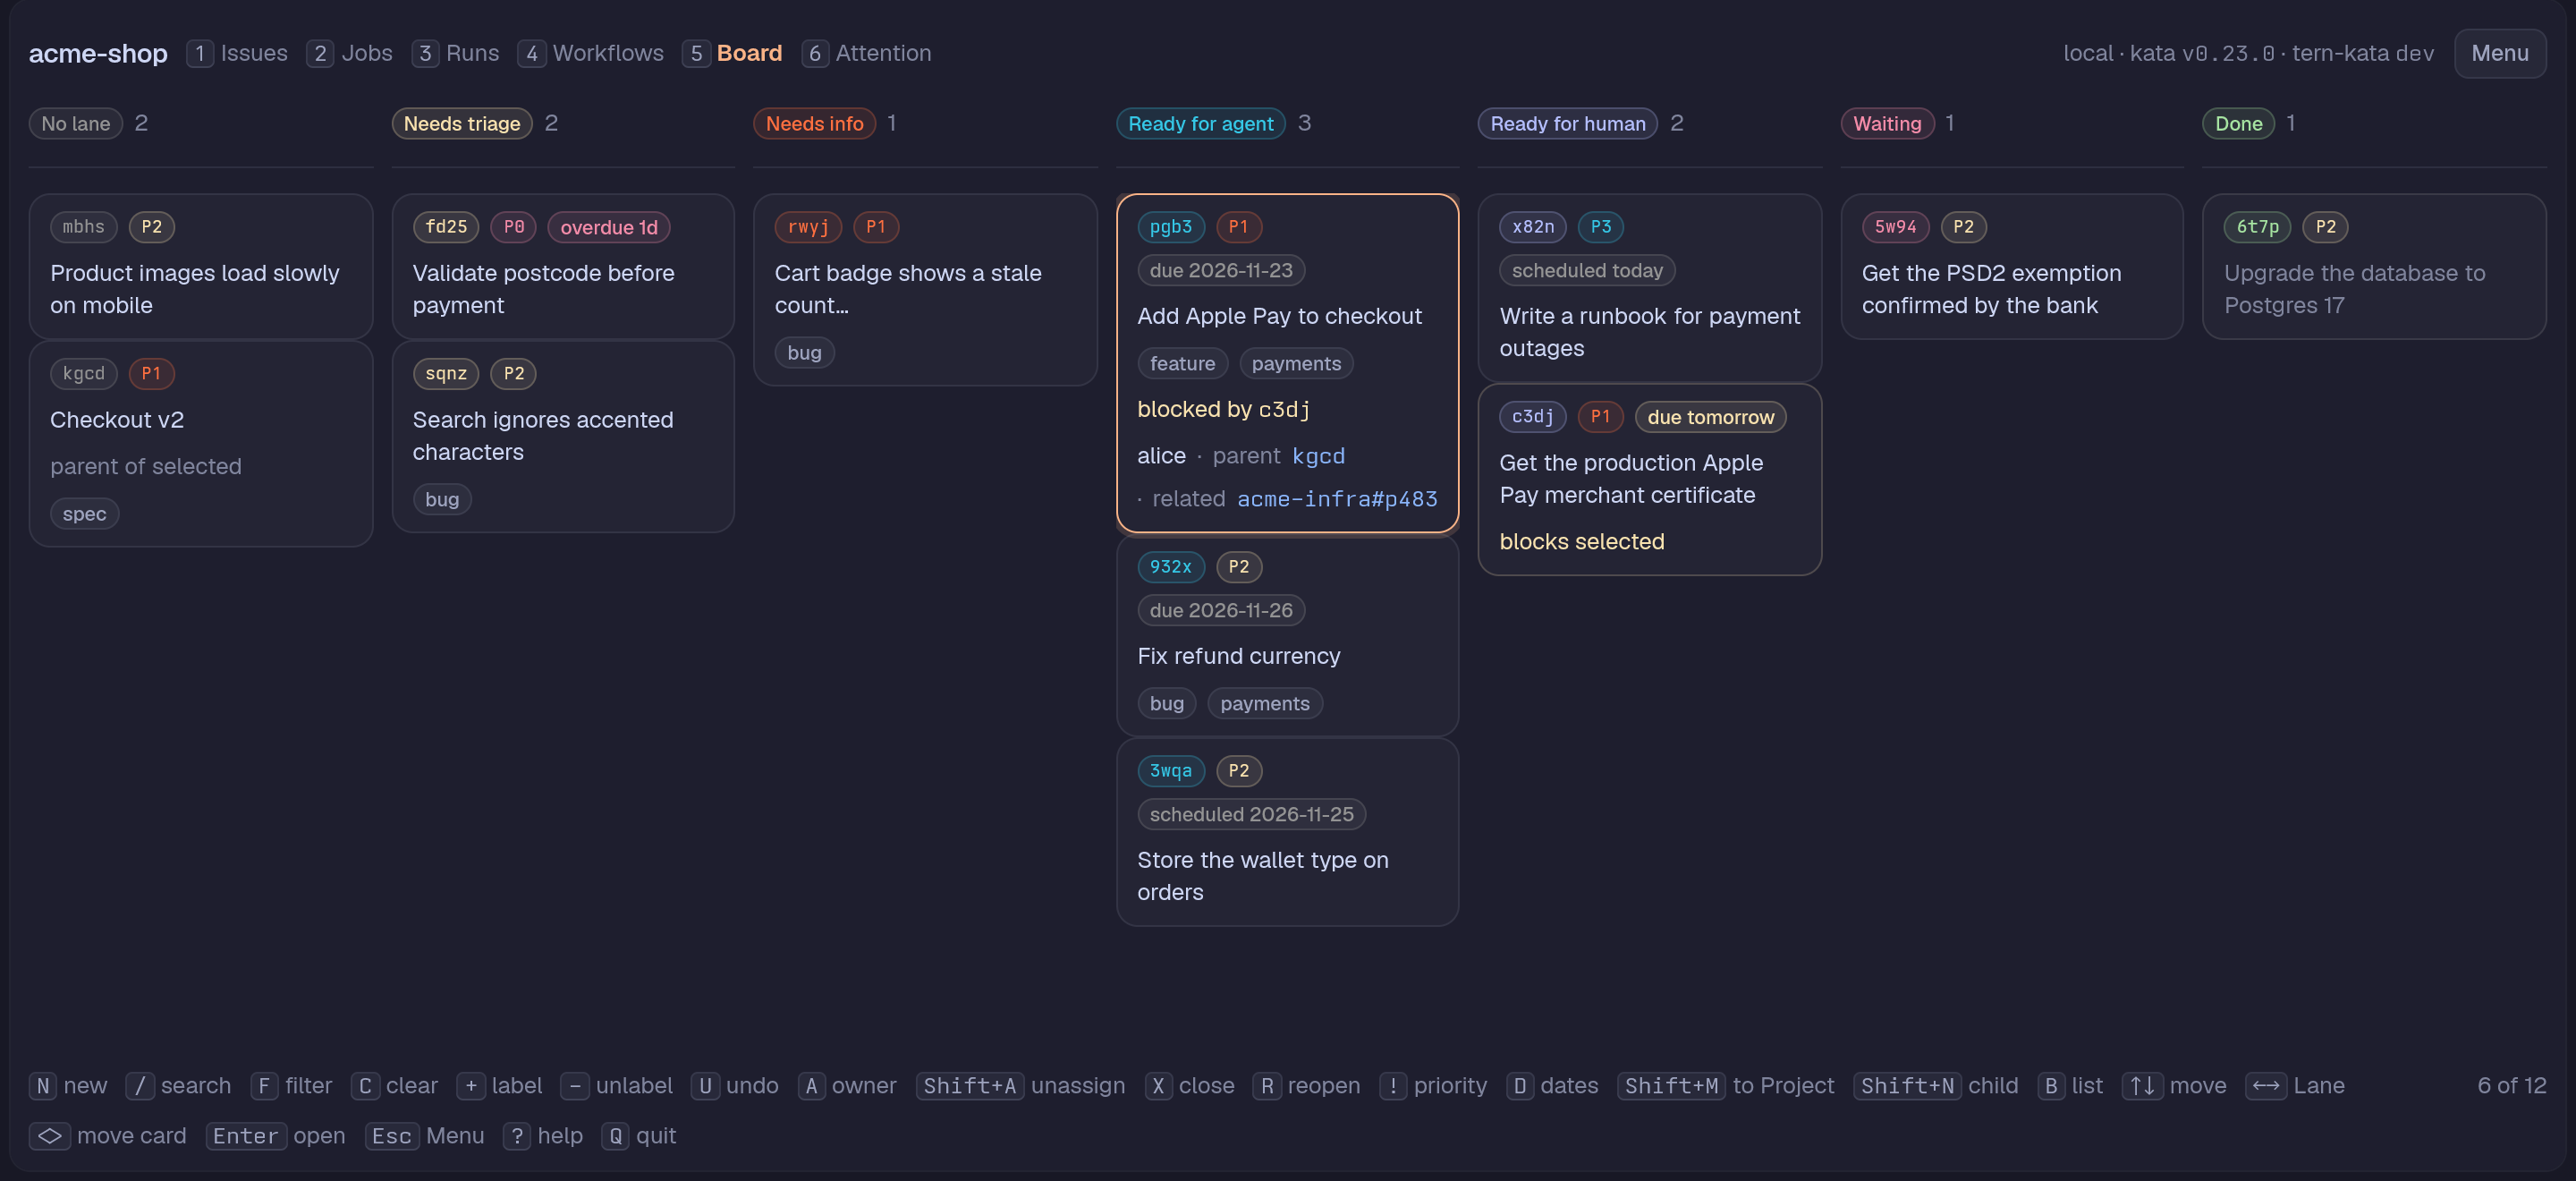 acme-shop 1 Issues 2 Jobs 3 Runs 4 Workflows 5 Board 6 Attention local · kata v0.23.0 · tern-kata dev Menu
No lane 2
mbhs P2
Product images load slowly
on mobile
kgcd P1
Checkout v2
parent of selected
spec
Needs triage 2
fd25 P0 overdue 1d
Validate postcode before
payment
sqnz P2
Search ignores accented
characters
bug
Needs info 1
rwyj P1
Cart badge shows a stale
count…
bug
Ready for agent 3
pgb3 P1
due 2026-11-23
Add Apple Pay to checkout
feature payments
blocked by c3dj
alice · parent kgcd
· related acme-infra#p483
932x P2
due 2026-11-26
Fix refund currency
bug payments
3wqa P2
scheduled 2026-11-25
Store the wallet type on
orders
Ready for human 2
x82n P3
scheduled today
Write a runbook for payment
outages
c3dj P1 due tomorrow
Get the production Apple
Pay merchant certificate
blocks selected
Waiting 1
5w94 P2
Get the PSD2 exemption
confirmed by the bank
Done 1
6t7p P2
Upgrade the database to
Postgres 17
N new / search F filter C clear + label − unlabel U undo A owner Shift+A unassign X close R reopen ! priority D dates Shift+M to Project Shift+N child B list ↑↓ move ←→ Lane 6 of 12
<> move card Enter open Esc Menu ? help Q quit